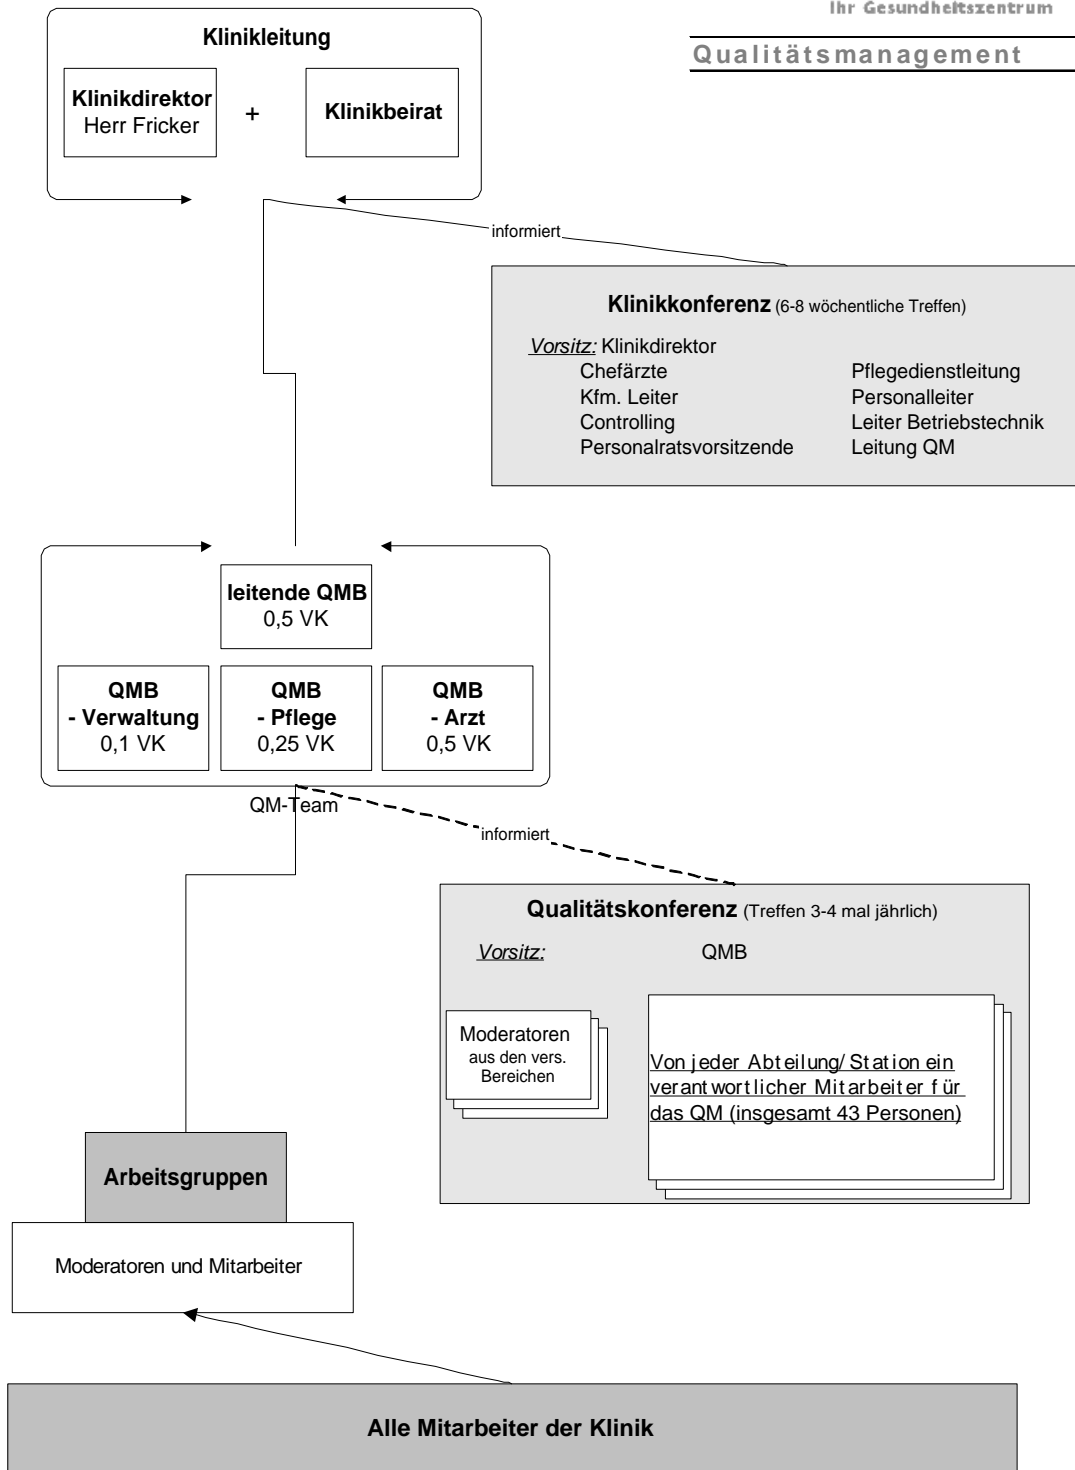 Ihr Gesundheitszentrum
Qualitätsmanagement
Klinikleitung
Klinikdirektor
Herr Fricker
+
Klinikbeirat
informiert
Klinikkonferenz (6-8 wöchentliche Treffen)
Vorsitz: Klinikdirektor
Chefärzte
Kfm. Leiter
Controlling
Personalratsvorsitzende
Pflegedienstleitung
Personalleiter
Leiter Betriebstechnik
Leitung QM
leitende QMB
0,5 VK
QMB
- Verwaltung
0,1 VK
QMB
- Pflege
0,25 VK
QMB
- Arzt
0,5 VK
QM-Team
informiert
Qualitätskonferenz (Treffen 3-4 mal jährlich)
Vorsitz: QMB
Moderatoren
aus den vers.
Bereichen
Von jeder Abteilung/Station ein
verantwortlicher Mitarbeiter für
das QM (insgesamt 43 Personen)
Arbeitsgruppen
Moderatoren und Mitarbeiter
Alle Mitarbeiter der Klinik